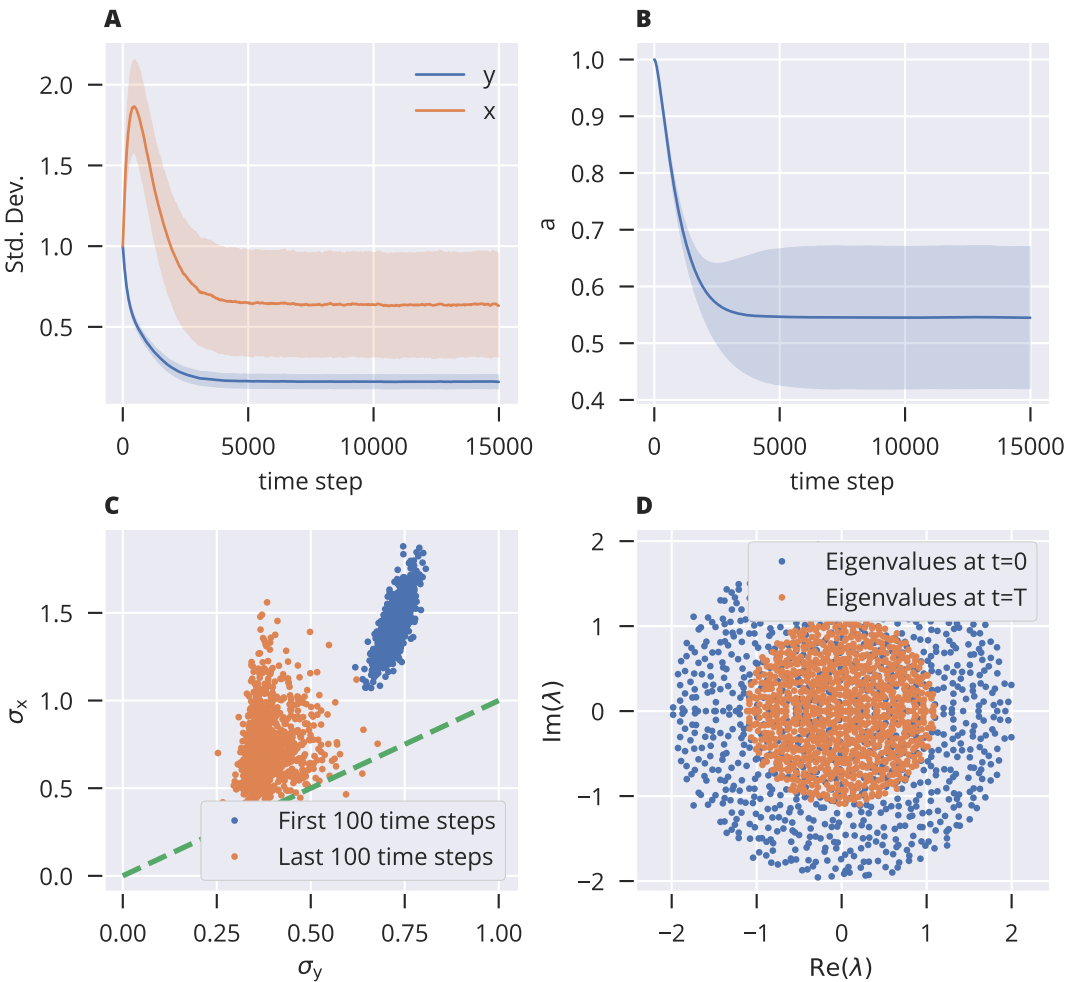 A
Std. Dev.
2.0
1.5
1.0
0.5
y
x
0
5000
10000
15000
time step
B
a
1.0
0.9
0.8
0.7
0.6
0.5
0.4
0
5000
10000
15000
time step
C
σx
1.5
1.0
0.5
0.0
First 100 time steps
Last 100 time steps
0.00
0.25
0.50
0.75
1.00
σy
D
Im(λ)
2
1
0
−1
−2
Eigenvalues at t=0
Eigenvalues at t=T
−2
−1
0
1
2
Re(λ)